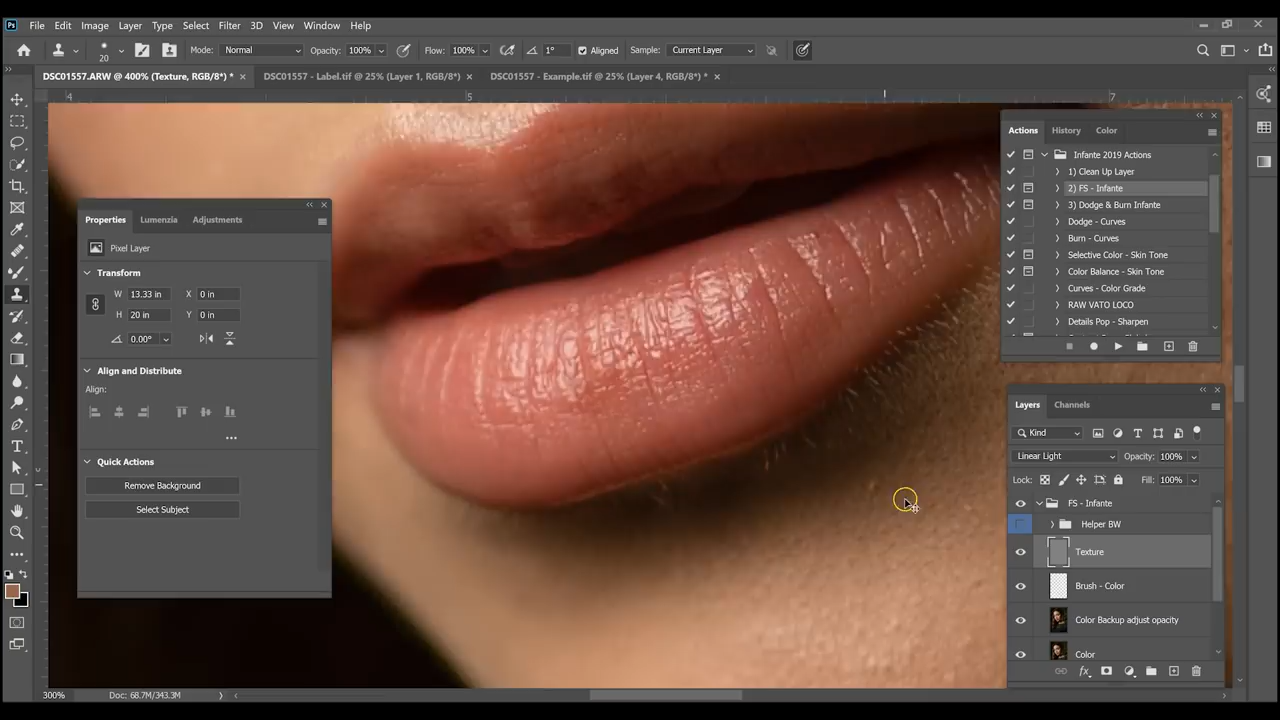 Ps File Edit Image Layer Type Select Filter 3D View Window Help
20 Mode: Normal Opacity: 100% Flow: 100% 1° Aligned Sample: Current Layer
DSC01557.ARW @ 400% (Texture, RGB/8*) * DSC01557 - Label.tif @ 25% (Layer 1, RGB/8*) DSC01557 - Example.tif @ 25% (Layer 4, RGB/8*) *
4 5 7
Properties Lumenzia Adjustments
Pixel Layer
Transform
W 13.33 in X 0 in
H 20 in Y 0 in
0.00°
Align and Distribute
Align:
Quick Actions
Remove Background
Select Subject
Actions History Color
Infante 2019 Actions
1) Clean Up Layer
2) FS - Infante
3) Dodge & Burn Infante
Dodge - Curves
Burn - Curves
Selective Color - Skin Tone
Color Balance - Skin Tone
Curves - Color Grade
RAW VATO LOCO
Details Pop - Sharpen
Layers Channels
Kind
Linear Light Opacity: 100%
Lock: Fill: 100%
FS - Infante
Helper BW
Texture
Brush - Color
Color Backup adjust opacity
Color
fx
300% Doc: 68.7M/343.3M